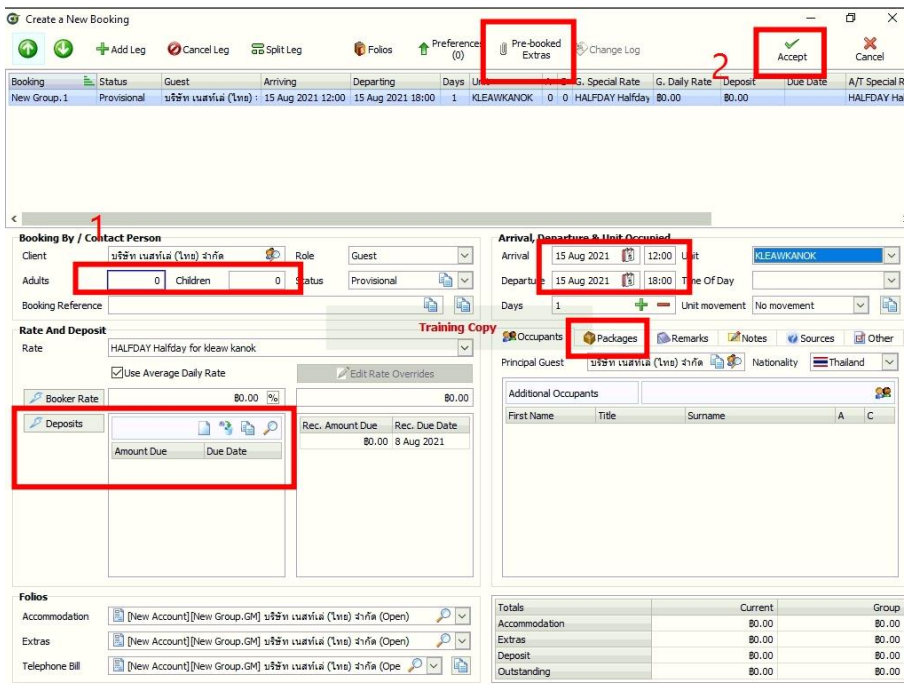 Create a New Booking
Add Leg Cancel Leg Split Leg Folios Preferences (0) Pre-booked Extras Change Log 2 Accept Cancel
Booking Status Guest Arriving Departing Days G. Special Rate G. Daily Rate Deposit Due Date A/T Special R
New Group.1 Provisional บริษัท เนสท์เล่ (ไทย) 15 Aug 2021 12:00 15 Aug 2021 18:00 1 KLEAWKANOK 0 0 HALFDAY Halfday ฿0.00 ฿0.00 HALFDAY Ha
1
Booking By / Contact Person
Client บริษัท เนสท์เล่ (ไทย) จำกัด Role Guest
Adults 0 Children 0 Status Provisional
Booking Reference
Arrival, Departure & Unit Occupied
Arrival 15 Aug 2021 12:00 Unit KLEAWKANOK
Departure 15 Aug 2021 18:00 Time Of Day
Days 1 Unit movement No movement
Training Copy
Rate And Deposit
Rate HALFDAY Halfday for kleaw kanok
Use Average Daily Rate Edit Rate Overrides
Booker Rate ฿0.00 % ฿0.00
Deposits
Amount Due Due Date
Rec. Amount Due Rec. Due Date
฿0.00 8 Aug 2021
Occupants Packages Remarks Notes Sources Other
Principal Guest บริษัท เนสท์เล่ (ไทย) จำกัด Nationality Thailand
Additional Occupants
First Name Title Surname A C
Folios
Accommodation [New Account][New Group.GM] บริษัท เนสท์เล่ (ไทย) จำกัด (Open)
Extras [New Account][New Group.GM] บริษัท เนสท์เล่ (ไทย) จำกัด (Open)
Telephone Bill [New Account][New Group.GM] บริษัท เนสท์เล่ (ไทย) จำกัด (Ope
Totals Current Group
Accommodation ฿0.00 ฿0.00
Extras ฿0.00 ฿0.00
Deposit ฿0.00 ฿0.00
Outstanding ฿0.00 ฿0.00